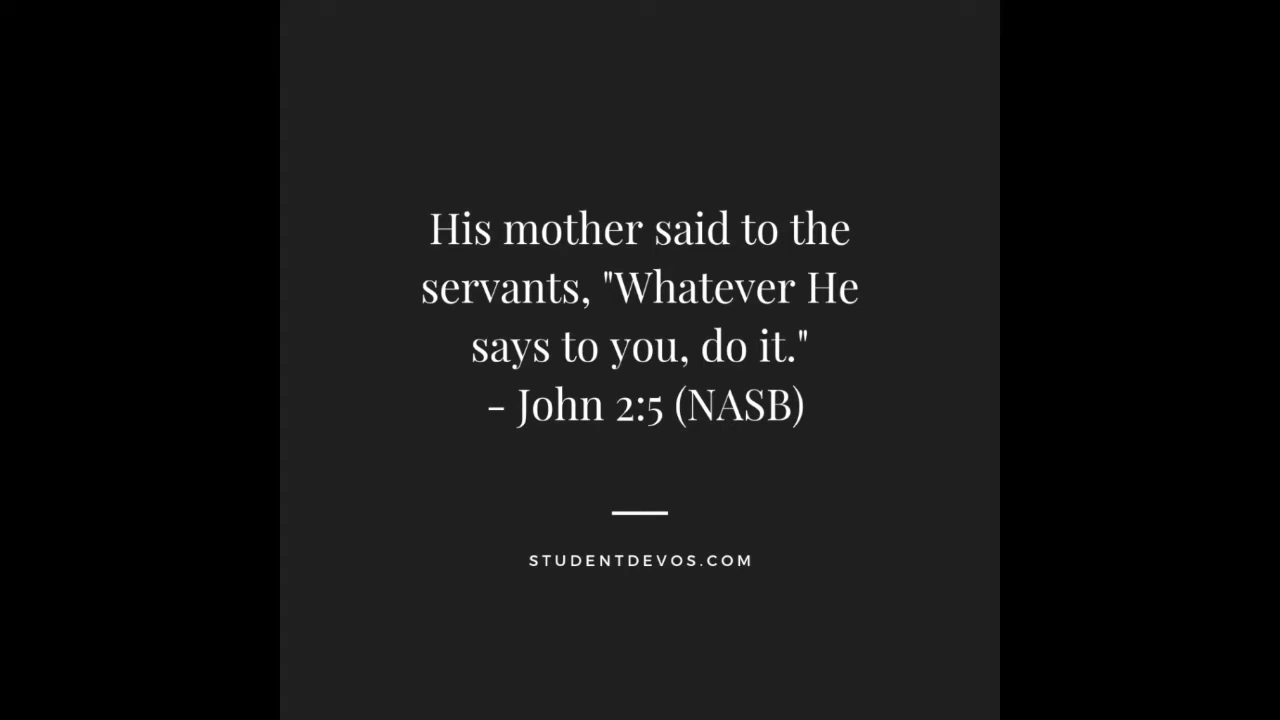 His mother said to the
servants, "Whatever He
says to you, do it."
- John 2:5 (NASB)
STUDENTDEVOS.COM